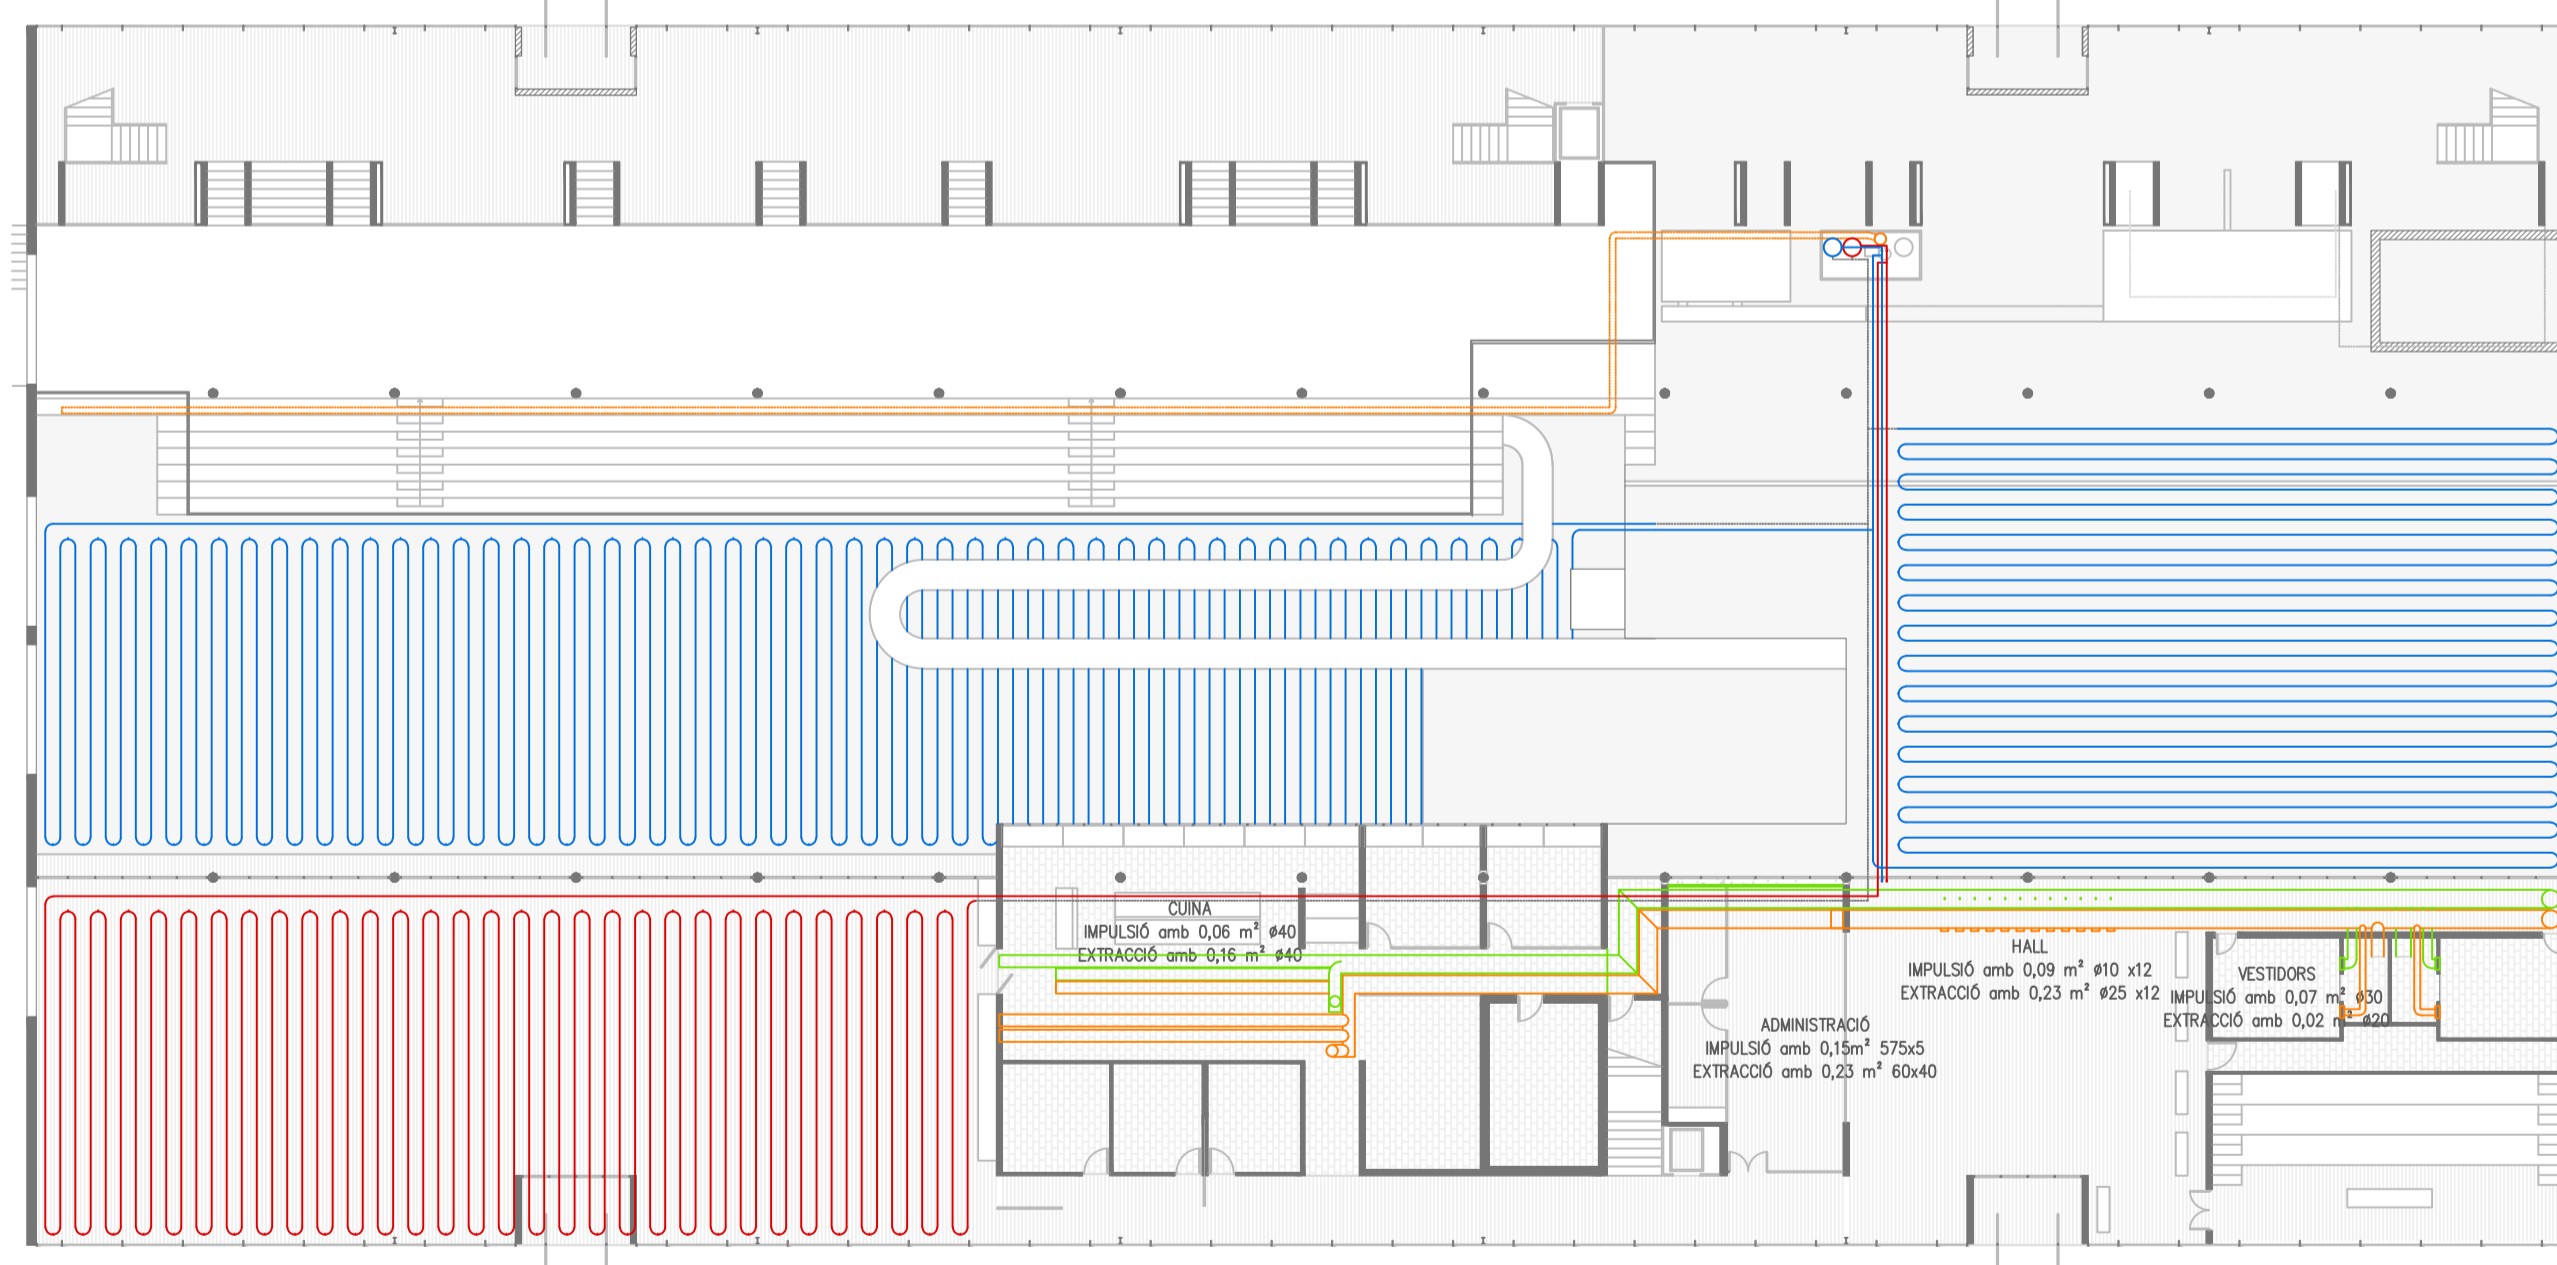 CUINA
IMPULSIÓ amb 0,06 m² ø40
EXTRACCIÓ amb 0,16 m² ø40
HALL
IMPULSIÓ amb 0,09 m² ø10 x12
EXTRACCIÓ amb 0,23 m² ø25 x12
VESTIDORS
IMPULSIÓ amb 0,07 m² ø30
EXTRACCIÓ amb 0,02 m² ø20
ADMINISTRACIÓ
IMPULSIÓ amb 0,15m² 575x5
EXTRACCIÓ amb 0,23 m² 60x40